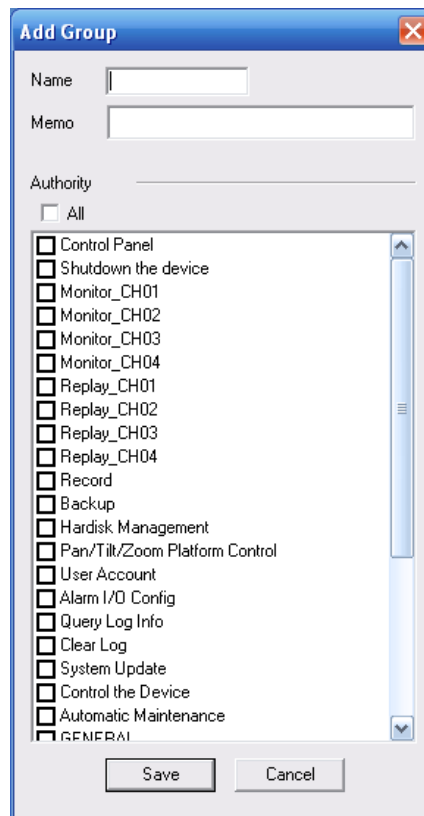 Add Group
Name
Memo
Authority
All
Control Panel
Shutdown the device
Monitor_CH01
Monitor_CH02
Monitor_CH03
Monitor_CH04
Replay_CH01
Replay_CH02
Replay_CH03
Replay_CH04
Record
Backup
Hardisk Management
Pan/Tilt/Zoom Platform Control
User Account
Alarm I/O Config
Query Log Info
Clear Log
System Update
Control the Device
Automatic Maintenance
GENERAL
Save Cancel